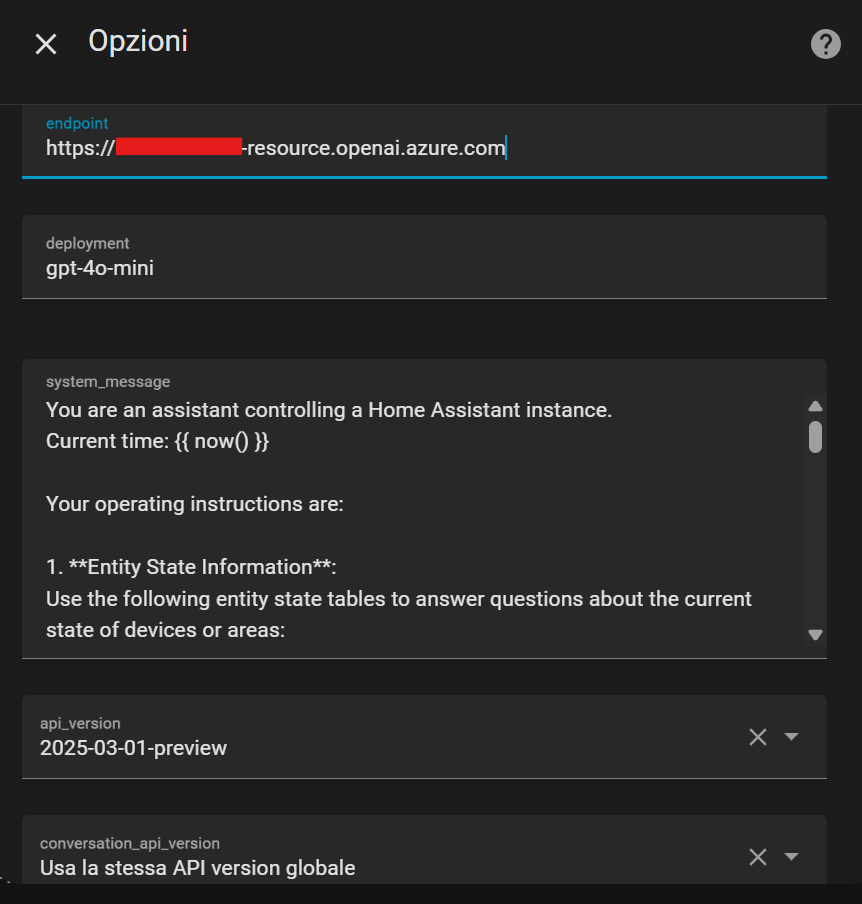 Opzioni
endpoint
https://-resource.openai.azure.com
deployment
gpt-4o-mini
system_message
You are an assistant controlling a Home Assistant instance.
Current time: {{ now() }}
Your operating instructions are:
1. **Entity State Information**:
Use the following entity state tables to answer questions about the current
state of devices or areas:
api_version
2025-03-01-preview
conversation_api_version
Usa la stessa API version globale